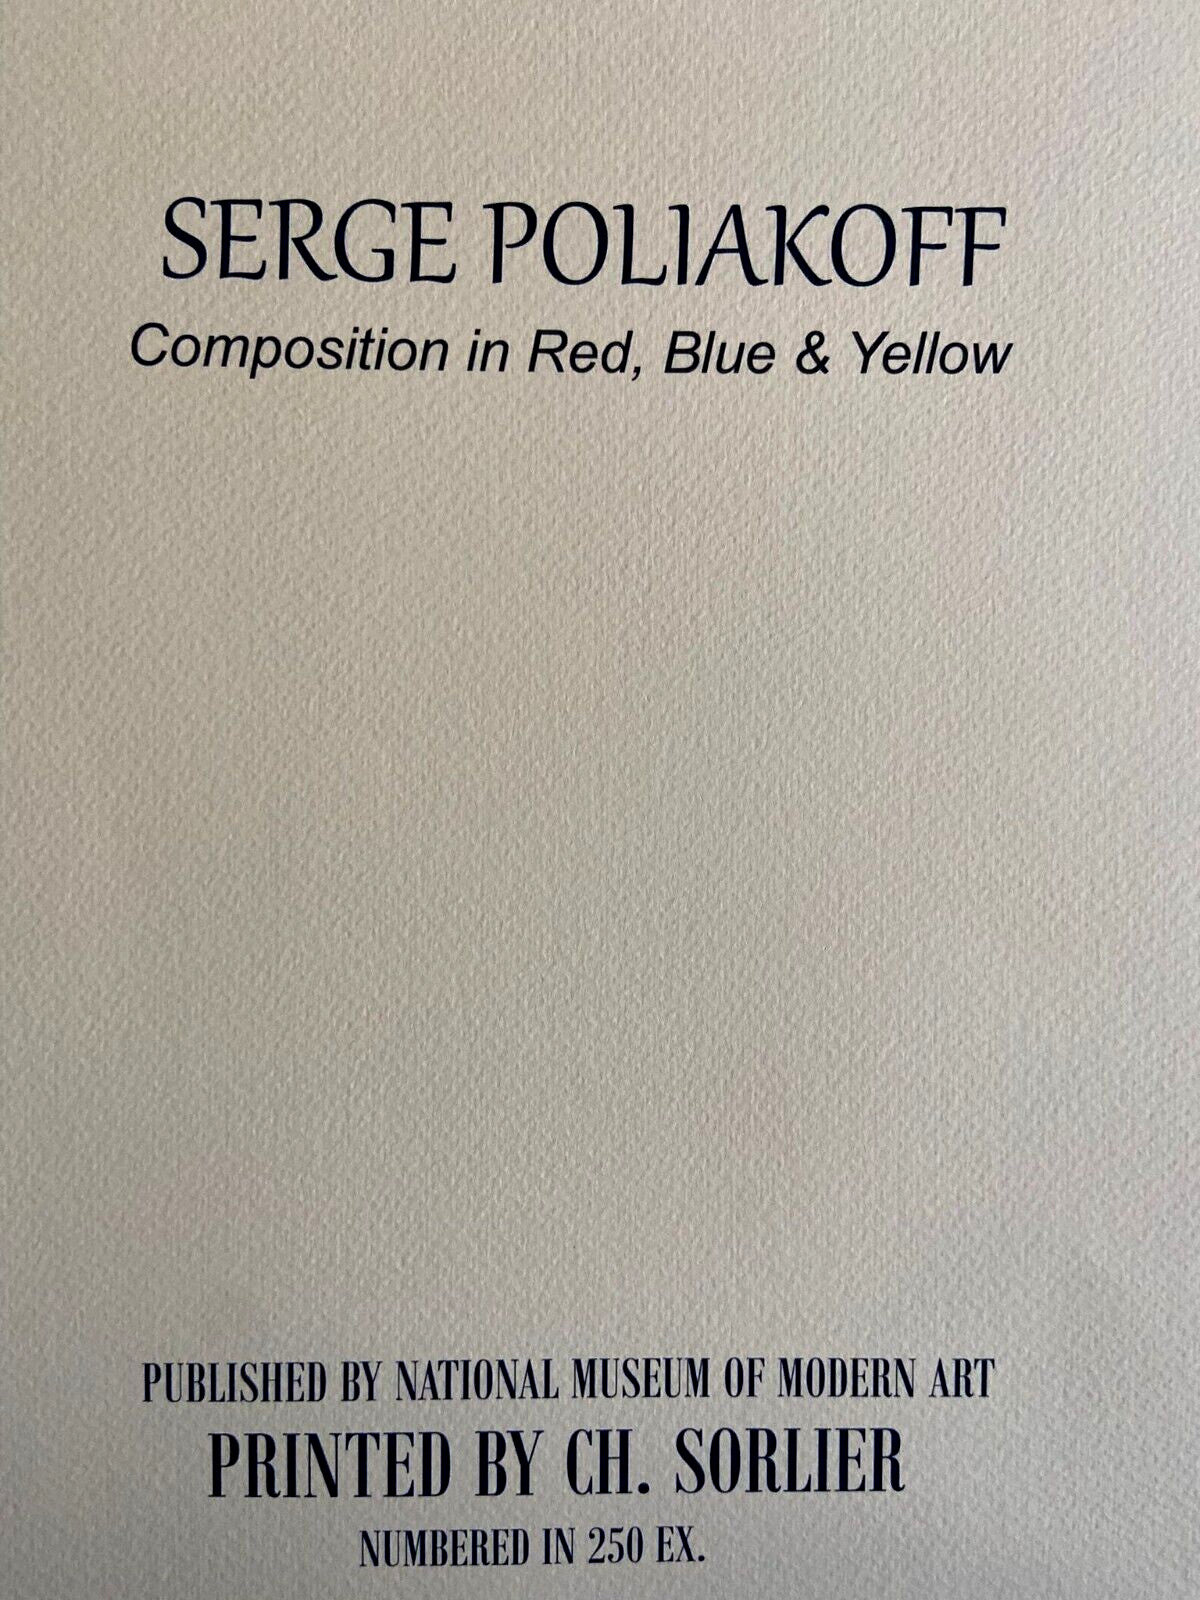 SERGE POLIAKOFF
Composition in Red, Blue & Yellow
PUBLISHED BY NATIONAL MUSEUM OF MODERN ART
PRINTED BY CH. SORLIER
NUMBERED IN 250 EX.